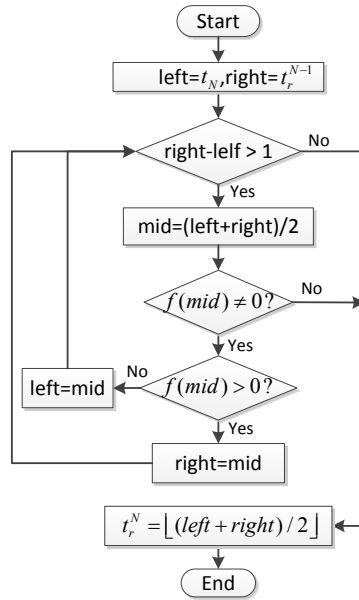 Start
left=t_N,right=t_r^{N-1}
right-lelf > 1
No
Yes
mid=(left+right)/2
f(mid)≠0?
No
Yes
f(mid)>0?
No
left=mid
Yes
right=mid
t_r^N=⌊(left+right)/2⌋
End